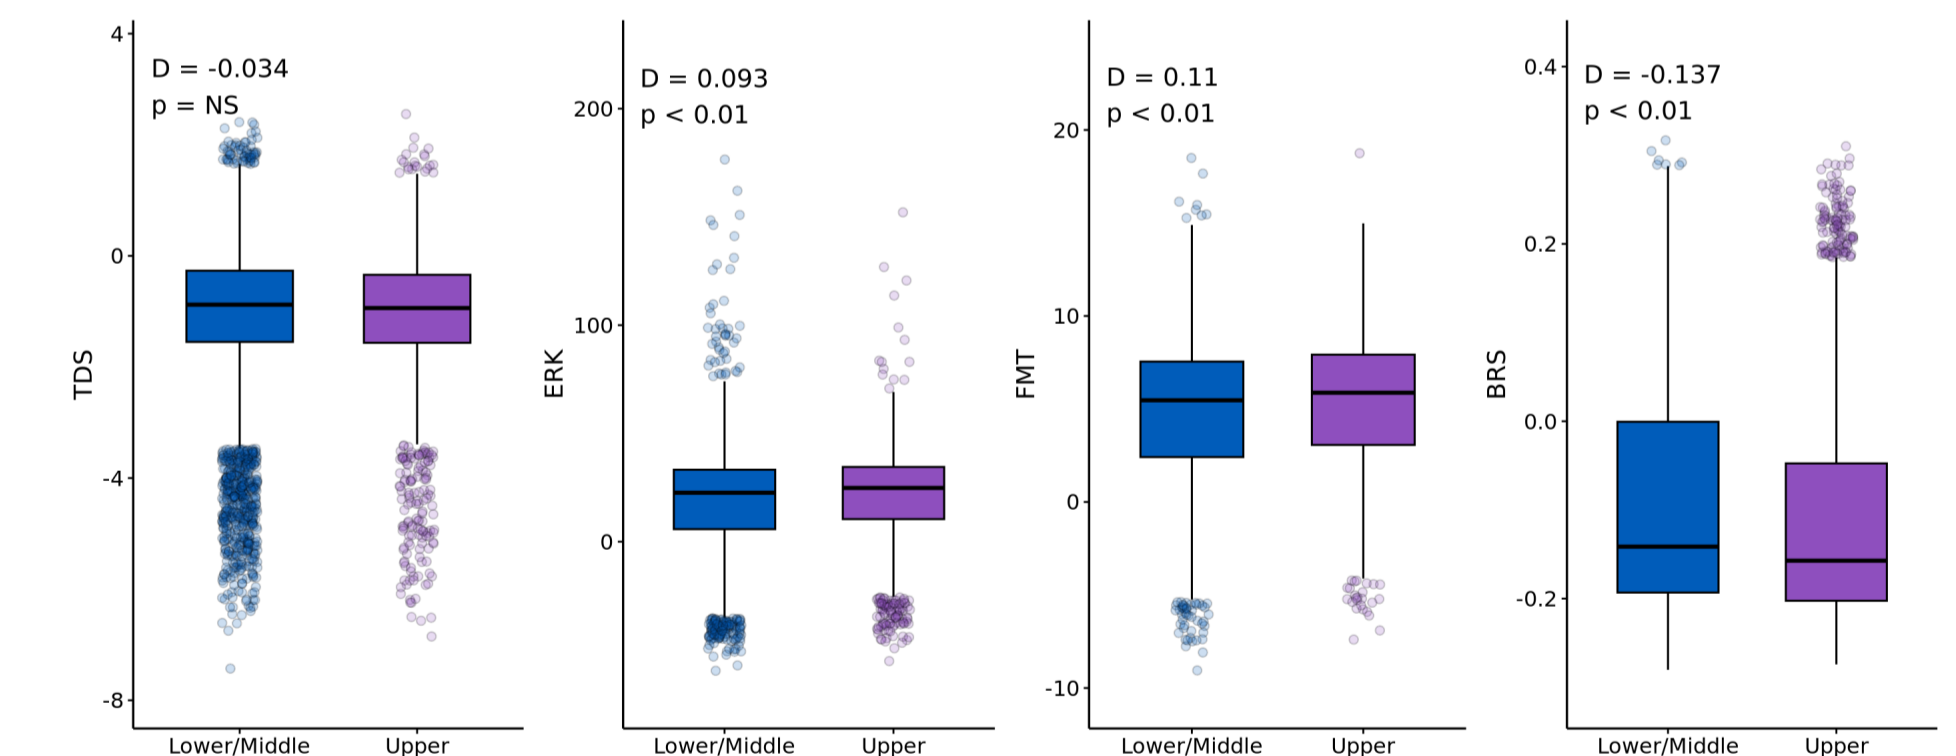 TDS
4
0
-4
-8
D = -0.034
p = NS
Lower/Middle
Upper
ERK
200
100
0
D = 0.093
p < 0.01
Lower/Middle
Upper
FMT
20
10
0
-10
D = 0.11
p < 0.01
Lower/Middle
Upper
BRS
0.4
0.2
0.0
-0.2
D = -0.137
p < 0.01
Lower/Middle
Upper